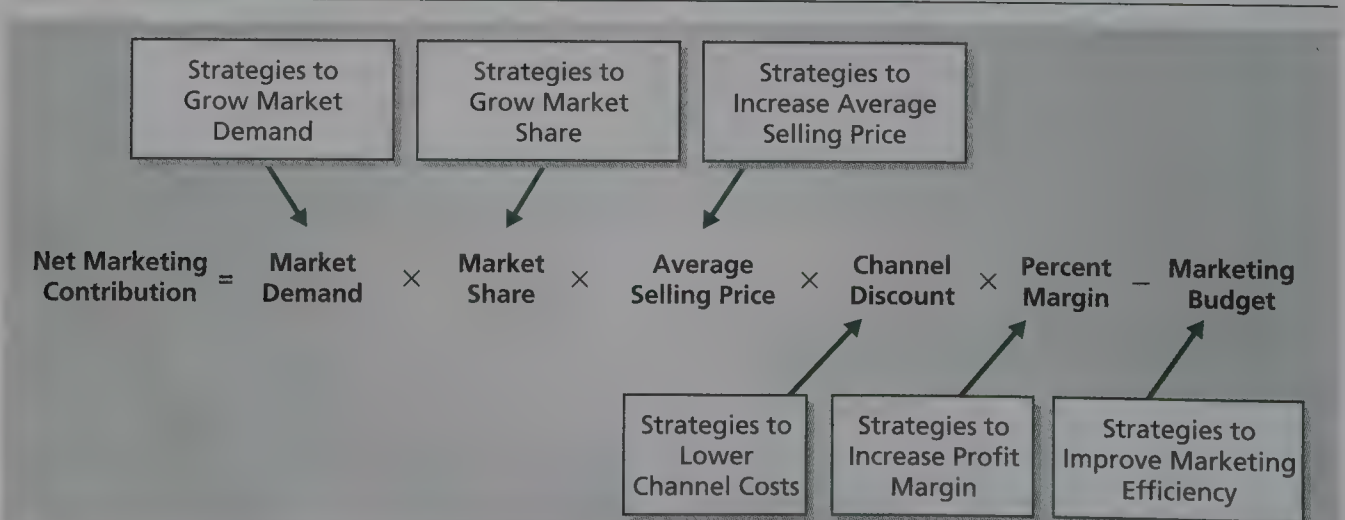 Strategies to
Grow Market
Demand
Strategies to
Grow Market
Share
Strategies to
Increase Average
Selling Price
Net Marketing
Contribution
=
Market
Demand
×
Market
Share
×
Average
Selling Price
×
Channel
Discount
×
Percent
Margin
–
Marketing
Budget
Strategies to
Lower
Channel Costs
Strategies to
Increase Profit
Margin
Strategies to
Improve Marketing
Efficiency